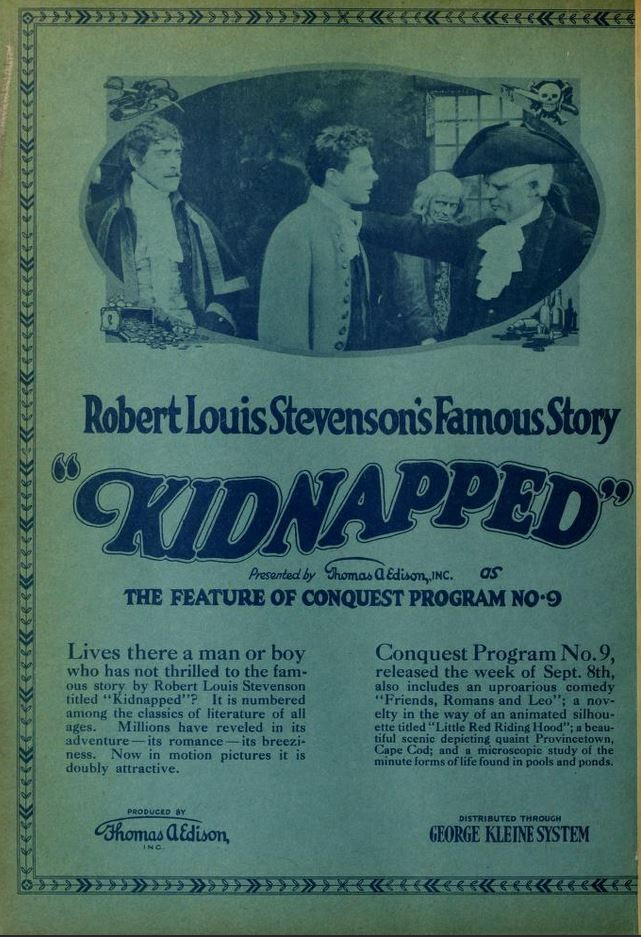 Robert Louis Stevenson's Famous Story
"KIDNAPPED"
Presented by Thomas A Edison, INC. as
THE FEATURE OF CONQUEST PROGRAM NO·9
Lives there a man or boy
who has not thrilled to the fam-
ous story by Robert Louis Stevenson
titled "Kidnapped"? It is numbered
among the classics of literature of all
ages. Millions have reveled in its
adventure—its romance—its breezi-
ness. Now in motion pictures it is
doubly attractive.
Conquest Program No. 9,
released the week of Sept. 8th,
also includes an uproarious comedy
"Friends, Romans and Leo"; a nov-
elty in the way of an animated silhou-
ette titled "Little Red Riding Hood"; a beau-
tiful scenic depicting quaint Provincetown,
Cape Cod; and a microscopic study of the
minute forms of life found in pools and ponds.
PRODUCED BY
Thomas A Edison,
INC.
DISTRIBUTED THROUGH
GEORGE KLEINE SYSTEM